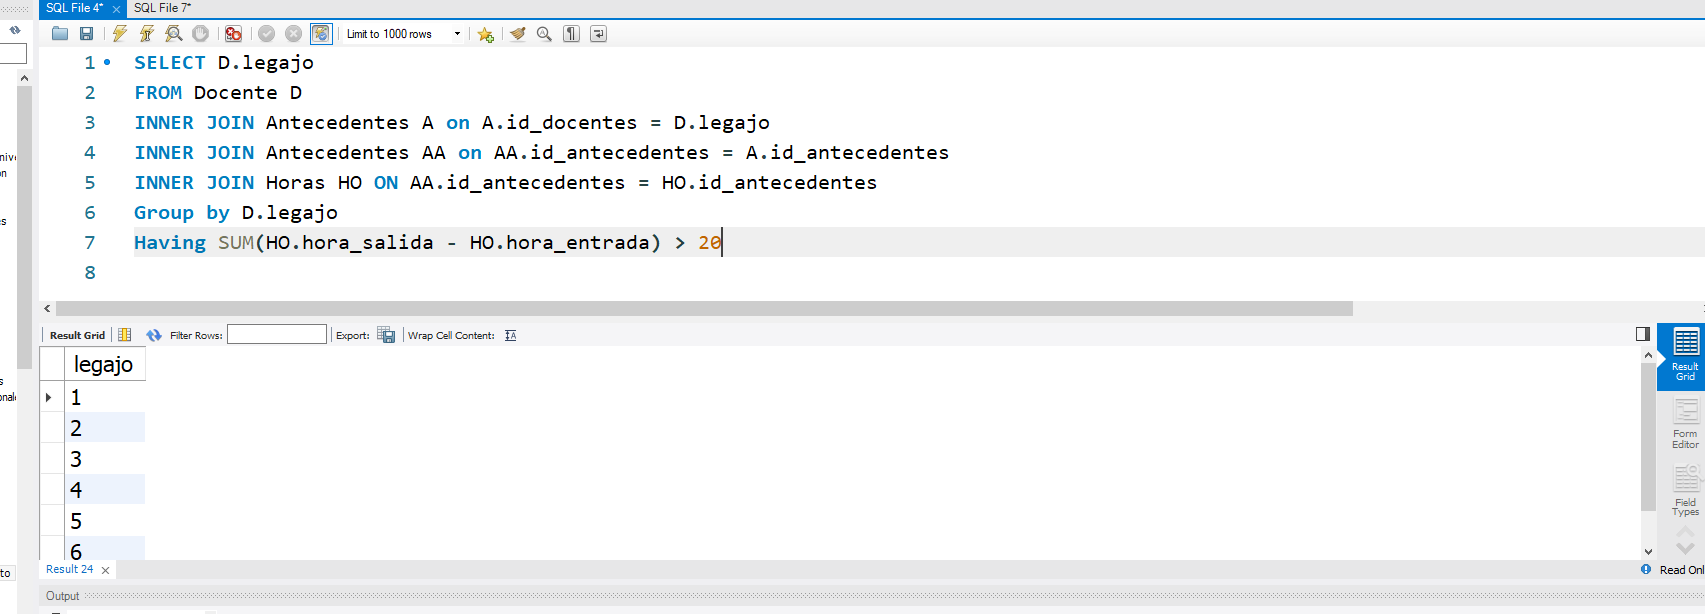 SQL File 4*
SQL File 7*
Limit to 1000 rows
1 SELECT D.legajo
2 FROM Docente D
3 INNER JOIN Antecedentes A on A.id_docentes = D.legajo
4 INNER JOIN Antecedentes AA on AA.id_antecedentes = A.id_antecedentes
5 INNER JOIN Horas HO ON AA.id_antecedentes = HO.id_antecedentes
6 Group by D.legajo
7 Having SUM(HO.hora_salida - HO.hora_entrada) > 20
8
Result Grid Filter Rows: Export: Wrap Cell Content:
legajo
1
2
3
4
5
6
Result
Grid
Form
Editor
Field
Types
Result 24
Read Onl
Output